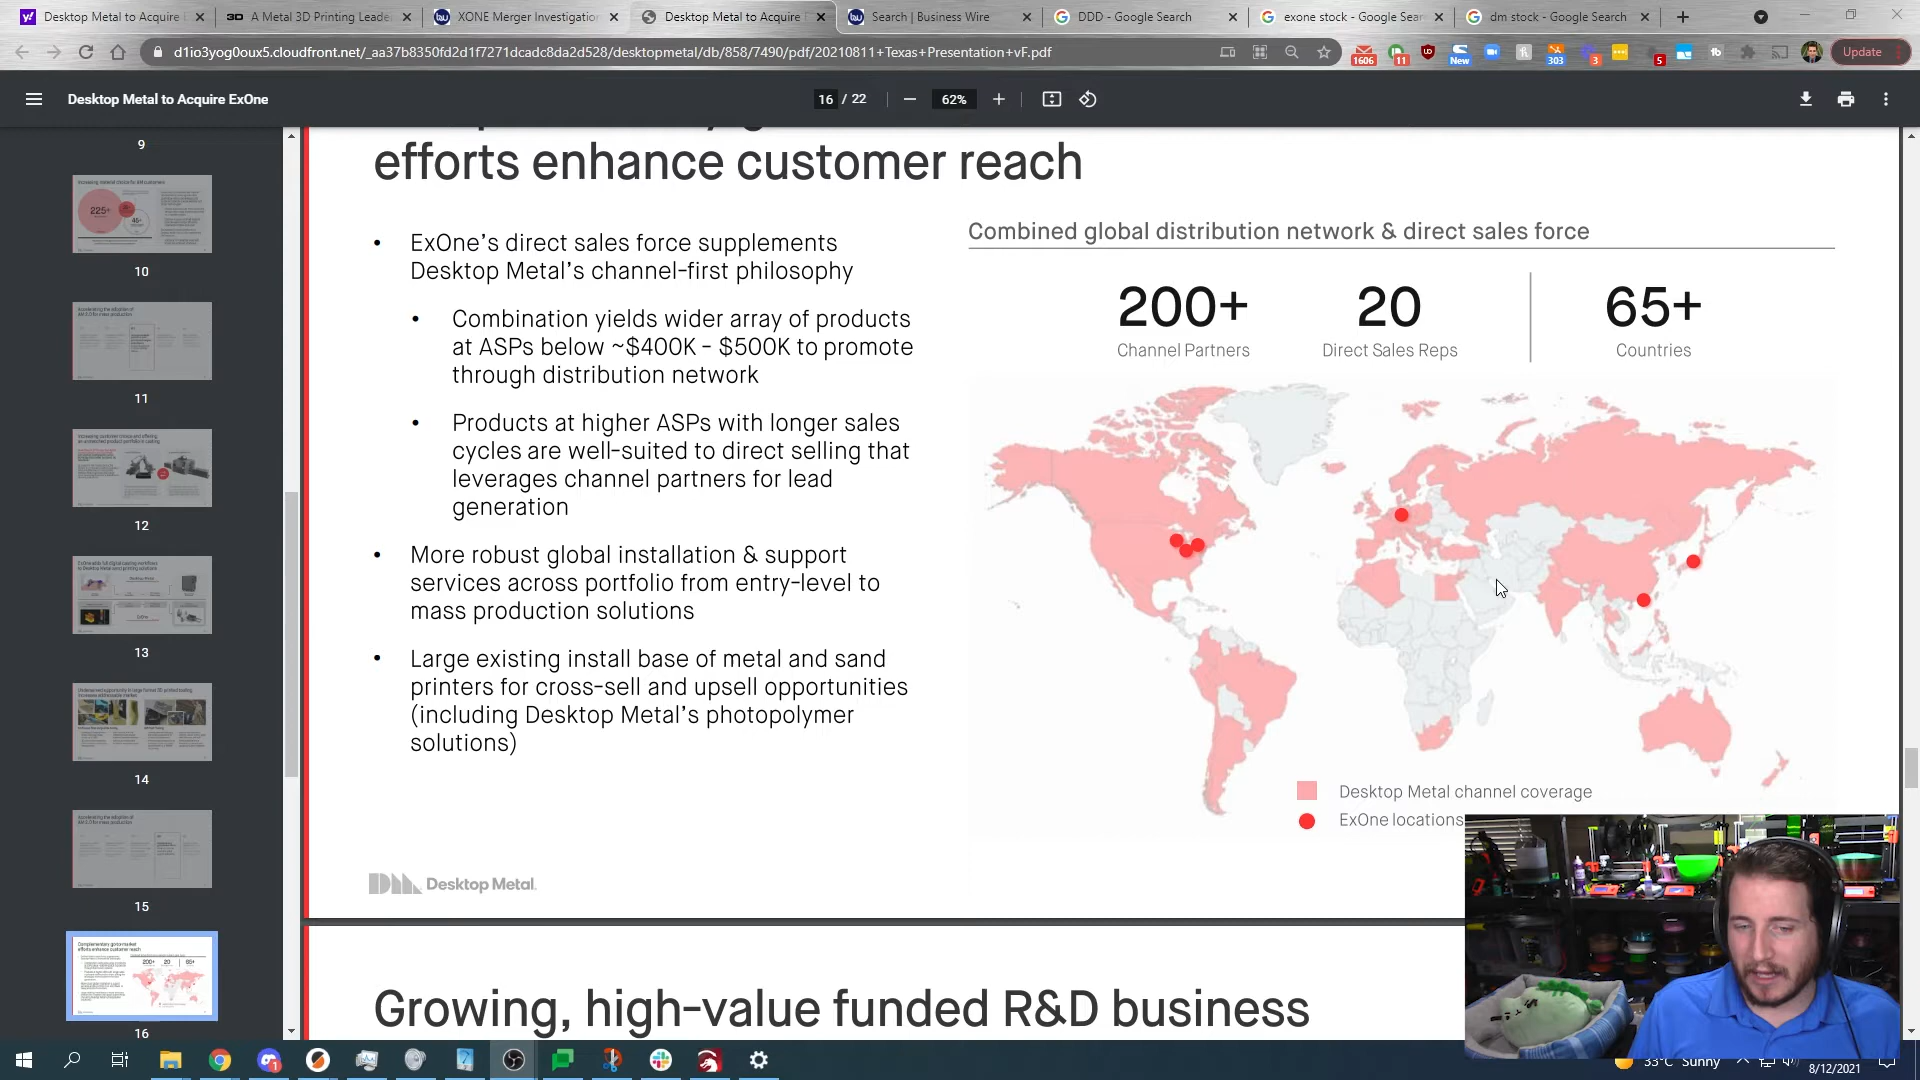 Desktop Metal to Acquire
A Metal 3D Printing Leade
XONE Merger Investigation
Desktop Metal to Acquire
Search | Business Wire
DDD - Google Search
exone stock - Google Sear
dm stock - Google Search
d1io3yog0oux5.cloudfront.net/_aa37b8350fd2d1f7271dcadc8da2d528/desktopmetal/db/858/7490/pdf/20210811+Texas+Presentation+vF.pdf
1606
11
New
303
3
5
Update
Desktop Metal to Acquire ExOne
16 / 22
62%
9
10
11
12
13
14
15
16
efforts enhance customer reach
• ExOne's direct sales force supplements
Desktop Metal's channel-first philosophy
• Combination yields wider array of products
at ASPs below ~$400K - $500K to promote
through distribution network
• Products at higher ASPs with longer sales
cycles are well-suited to direct selling that
leverages channel partners for lead
generation
• More robust global installation & support
services across portfolio from entry-level to
mass production solutions
• Large existing install base of metal and sand
printers for cross-sell and upsell opportunities
(including Desktop Metal's photopolymer
solutions)
Combined global distribution network & direct sales force
200+
Channel Partners
20
Direct Sales Reps
65+
Countries
Desktop Metal channel coverage
ExOne locations
Desktop Metal.
Growing, high-value funded R&D business
33°C Sunny
8/12/2021